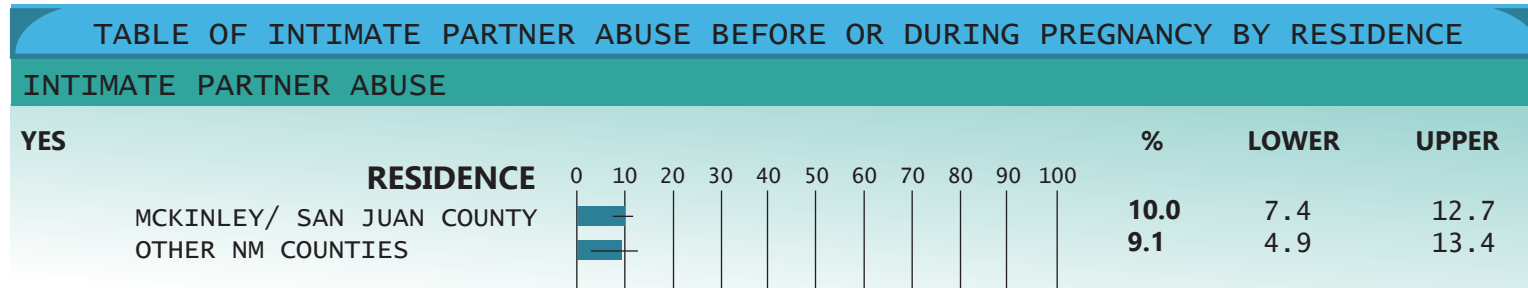 TABLE OF INTIMATE PARTNER ABUSE BEFORE OR DURING PREGNANCY BY RESIDENCE
INTIMATE PARTNER ABUSE
YES % LOWER UPPER
RESIDENCE 0 10 20 30 40 50 60 70 80 90 100
MCKINLEY/ SAN JUAN COUNTY 10.0 7.4 12.7
OTHER NM COUNTIES 9.1 4.9 13.4